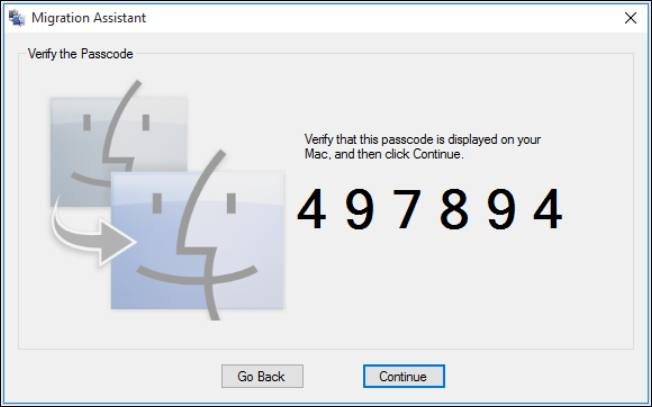 Migration Assistant
Verify the Passcode
Verify that this passcode is displayed on your
Mac, and then click Continue.
4 9 7 8 9 4
Go Back
Continue